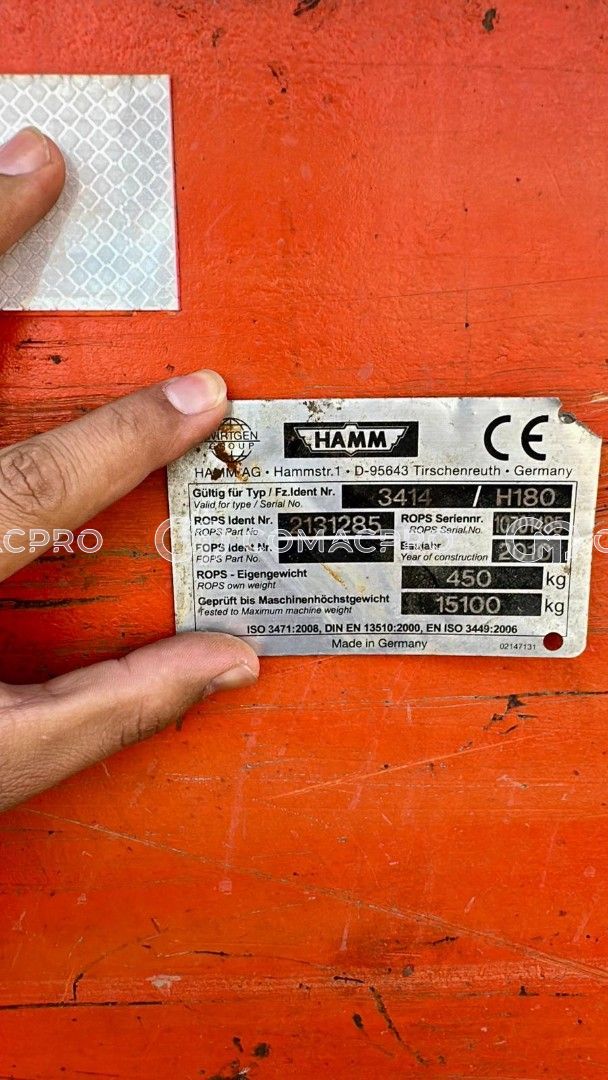 WIRTGEN
GROUP
HAMM
CE
HAMM AG • Hammstr.1 • D-95643 Tirschenreuth • Germany
Gültig für Typ / Fz.Ident Nr. 3414 / H180
Valid for type / Serial No.
ROPS Ident Nr. 2131285 ROPS Seriennr.
ROPS Part No. ROPS Serial No.
FOPS Ident Nr. Baujahr
FOPS Part No. Year of construction
ROPS - Eigengewicht 450 kg
ROPS own weight
Geprüft bis Maschinenhöchstgewicht 15100 kg
Tested to Maximum machine weight
ISO 3471:2008, DIN EN 13510:2000, EN ISO 3449:2006
Made in Germany 02147131